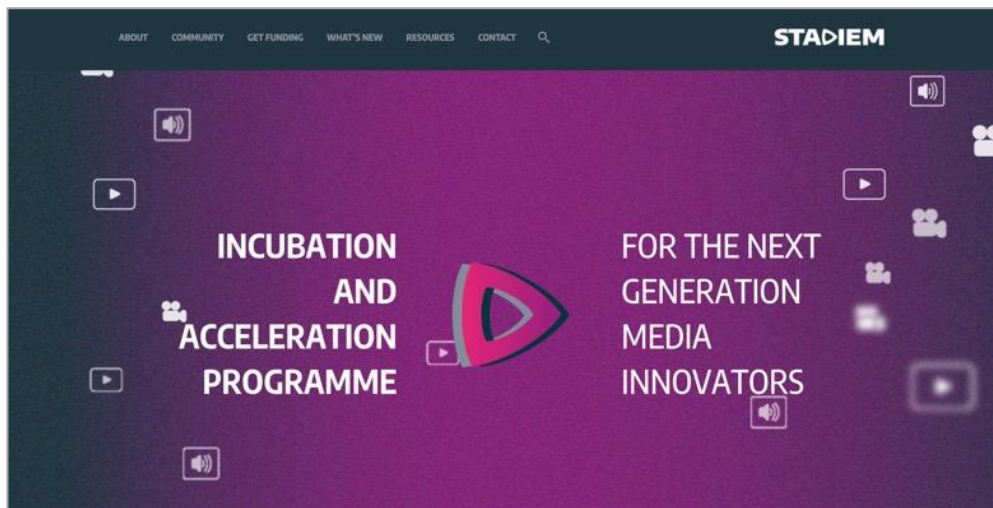 ABOUT COMMUNITY GET FUNDING WHAT'S NEW RESOURCES CONTACT
STADIEM
INCUBATION
AND
ACCELERATION
PROGRAMME
FOR THE NEXT
GENERATION
MEDIA
INNOVATORS